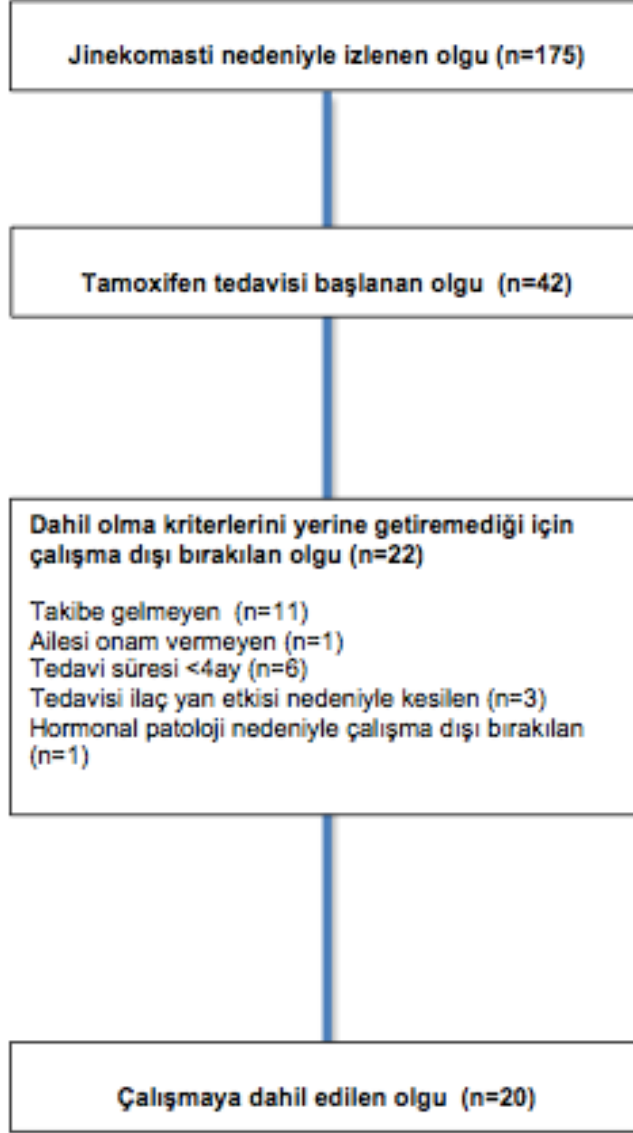 Jinekomasti nedeniyle izlenen olgu (n=175)
Tamoxifen tedavisi başlanan olgu (n=42)
Dahil olma kriterlerini yerine getiremediği için
çalışma dışı bırakılan olgu (n=22)
Takibe gelmeyen (n=11)
Ailesi onam vermeyen (n=1)
Tedavi süresi <4ay (n=6)
Tedavisi ilaç yan etkisi nedeniyle kesilen (n=3)
Hormonal patoloji nedeniyle çalışma dışı bırakılan
(n=1)
Çalışmaya dahil edilen olgu (n=20)